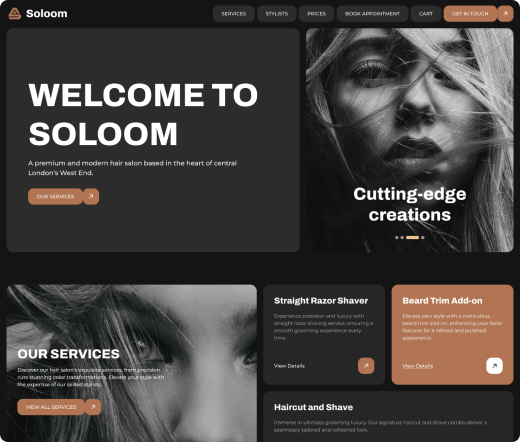 Soloom
SERVICES
STYLISTS
PRICES
BOOK APPOINTMENT
CART
GET IN TOUCH
WELCOME TO
SOLOOM
A premium and modern hair salon based in the heart of central
London's West End.
OUR SERVICES
Cutting-edge
creations
OUR SERVICES
Discover our hair salon's exquisite services, from precision
cuts stunning color transformations. Elevate your style with
the expertise of our skilled stylists.
VIEW ALL SERVICES
Straight Razor Shaver
Experience precision and luxury with
straight razor shaving service, ensuring a
smooth grooming experience every
time.
View Details
Beard Trim Add-on
Elevate your style with a meticulous
beard trim add-on, enhancing your facial
features for a refined and polished
appearance.
View Details
Haircut and Shave
Immerse in ultimate grooming luxury. Our signature haircut and shave combo deliver a
seamlessly tailored and refreshed look.